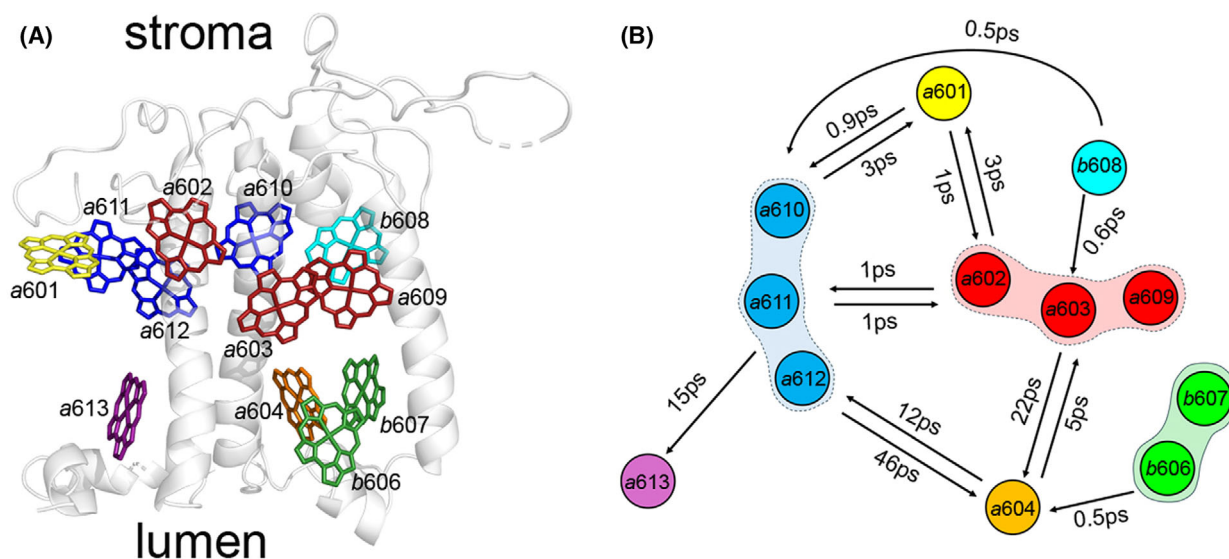 (A)
stroma
a602
a610
a611
b608
a601
a609
a612
a603
a613
a604
b607
b606
lumen
(B)
0.5ps
a601
0.9ps
3ps
1ps
3ps
b608
0.6ps
a610
a602
a603
a609
1ps
1ps
a611
a612
15ps
12ps
46ps
22ps
5ps
b607
b606
a613
a604
0.5ps